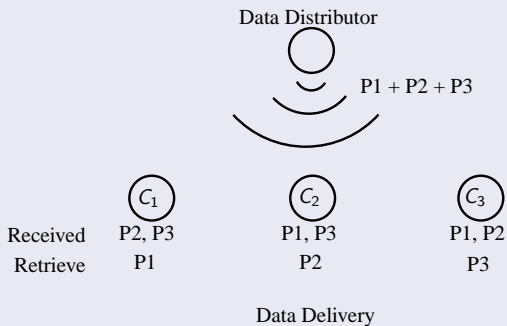 Data Distributor
P1 + P2 + P3
C1 C2 C3
Received P2, P3 P1, P3 P1, P2
Retrieve P1 P2 P3
Data Delivery